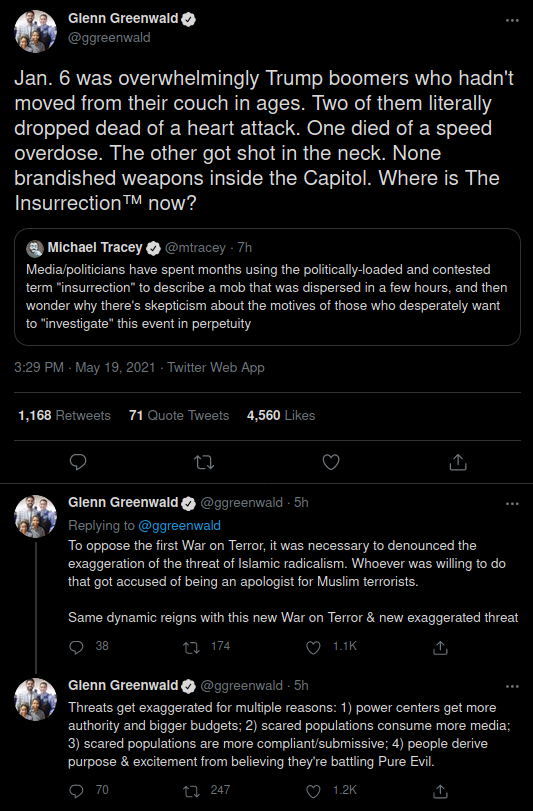 Glenn Greenwald
@ggreenwald
Jan. 6 was overwhelmingly Trump boomers who hadn't
moved from their couch in ages. Two of them literally
dropped dead of a heart attack. One died of a speed
overdose. The other got shot in the neck. None
brandished weapons inside the Capitol. Where is The
Insurrection™ now?
Michael Tracey @mtracey · 7h
Media/politicians have spent months using the politically-loaded and contested
term "insurrection" to describe a mob that was dispersed in a few hours, and then
wonder why there's skepticism about the motives of those who desperately want
to "investigate" this event in perpetuity
3:29 PM · May 19, 2021 · Twitter Web App
1,168 Retweets 71 Quote Tweets 4,560 Likes
Glenn Greenwald @ggreenwald · 5h
Replying to @ggreenwald
To oppose the first War on Terror, it was necessary to denounced the
exaggeration of the threat of Islamic radicalism. Whoever was willing to do
that got accused of being an apologist for Muslim terrorists.
Same dynamic reigns with this new War on Terror & new exaggerated threat
38 174 1.1K
Glenn Greenwald @ggreenwald · 5h
Threats get exaggerated for multiple reasons: 1) power centers get more
authority and bigger budgets; 2) scared populations consume more media;
3) scared populations are more compliant/submissive; 4) people derive
purpose & excitement from believing they're battling Pure Evil.
70 247 1.2K